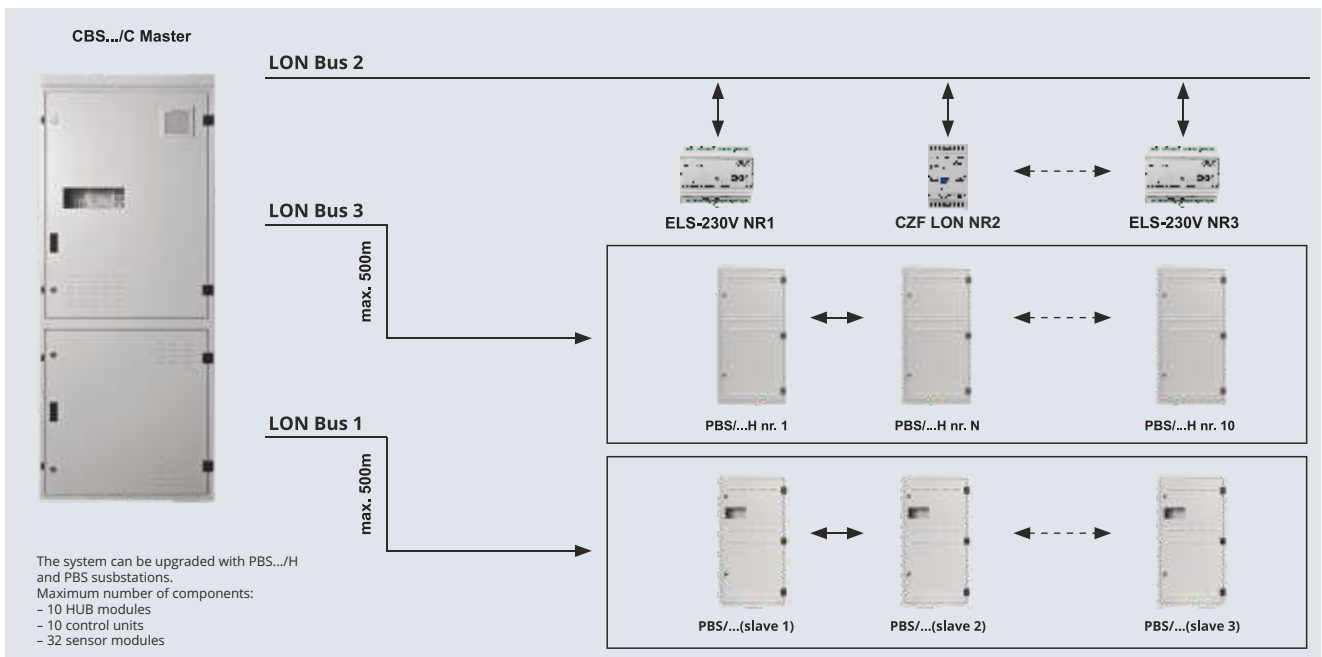 CBS.../C Master
LON Bus 2
ELS-230V NR1
CZF LON NR2
ELS-230V NR3
LON Bus 3
max. 500m
PBS/...H nr. 1
PBS/...H nr. N
PBS/...H nr. 10
LON Bus 1
max. 500m
PBS/...(slave 1)
PBS/...(slave 2)
PBS/...(slave 3)
The system can be upgraded with PBS.../H
and PBS susbstations.
Maximum number of components:
– 10 HUB modules
– 10 control units
– 32 sensor modules